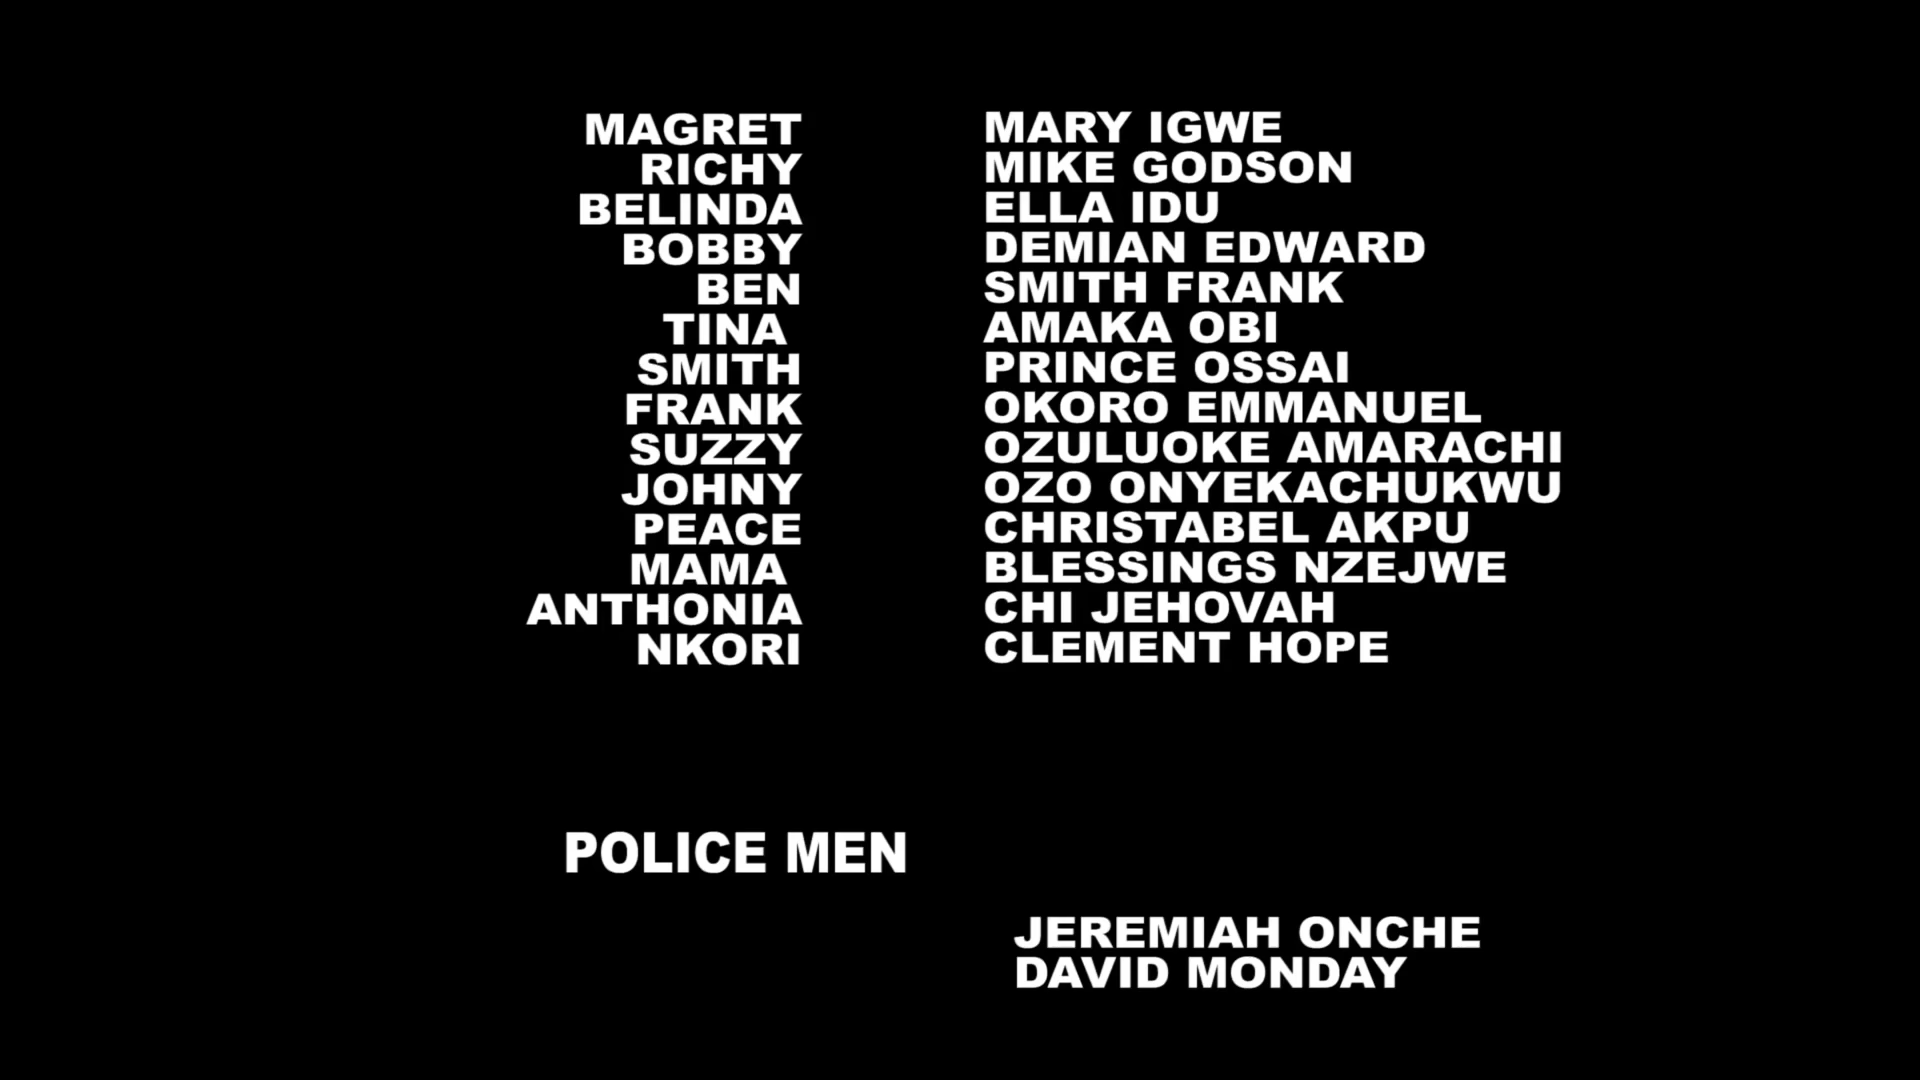 MAGRET MARY IGWE
RICHY MIKE GODSON
BELINDA ELLA IDU
BOBBY DEMIAN EDWARD
BEN SMITH FRANK
TINA AMAKA OBI
SMITH PRINCE OSSAI
FRANK OKORO EMMANUEL
SUZZY OZULUOKE AMARACHI
JOHNY OZO ONYEKACHUKWU
PEACE CHRISTABEL AKPU
MAMA BLESSINGS NZEJWE
ANTHONIA CHI JEHOVAH
NKORI CLEMENT HOPE
POLICE MEN
JEREMIAH ONCHE
DAVID MONDAY